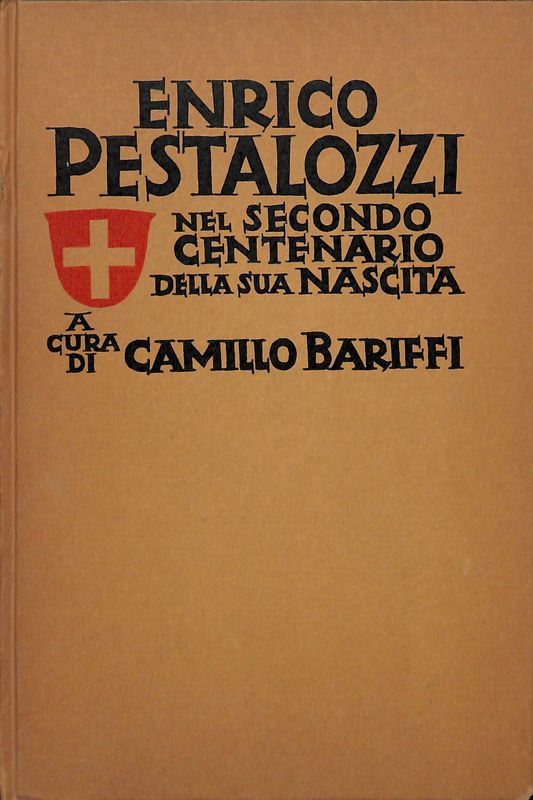 ENRICO
PESTALOZZI
NEL SECONDO
CENTENARIO
DELLA SUA NASCITA
A
CURA
DI
CAMILLO BARIFFI